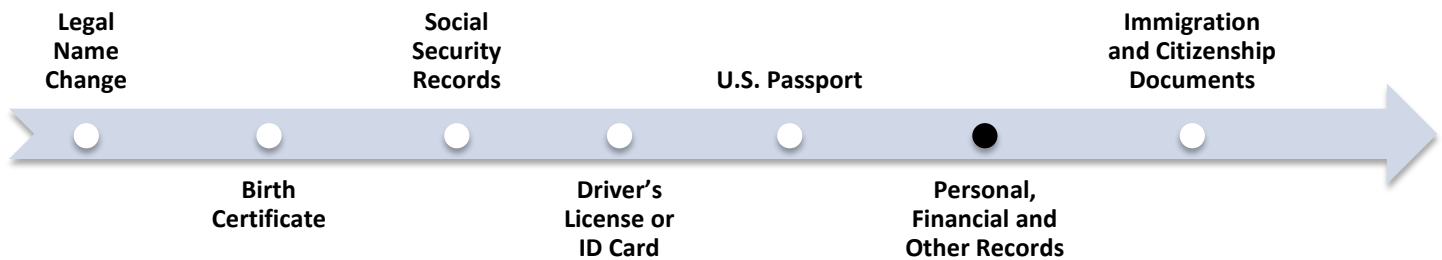 Legal
Name
Change
Birth
Certificate
Social
Security
Records
Driver’s
License or
ID Card
U.S. Passport
Personal,
Financial and
Other Records
Immigration
and Citizenship
Documents